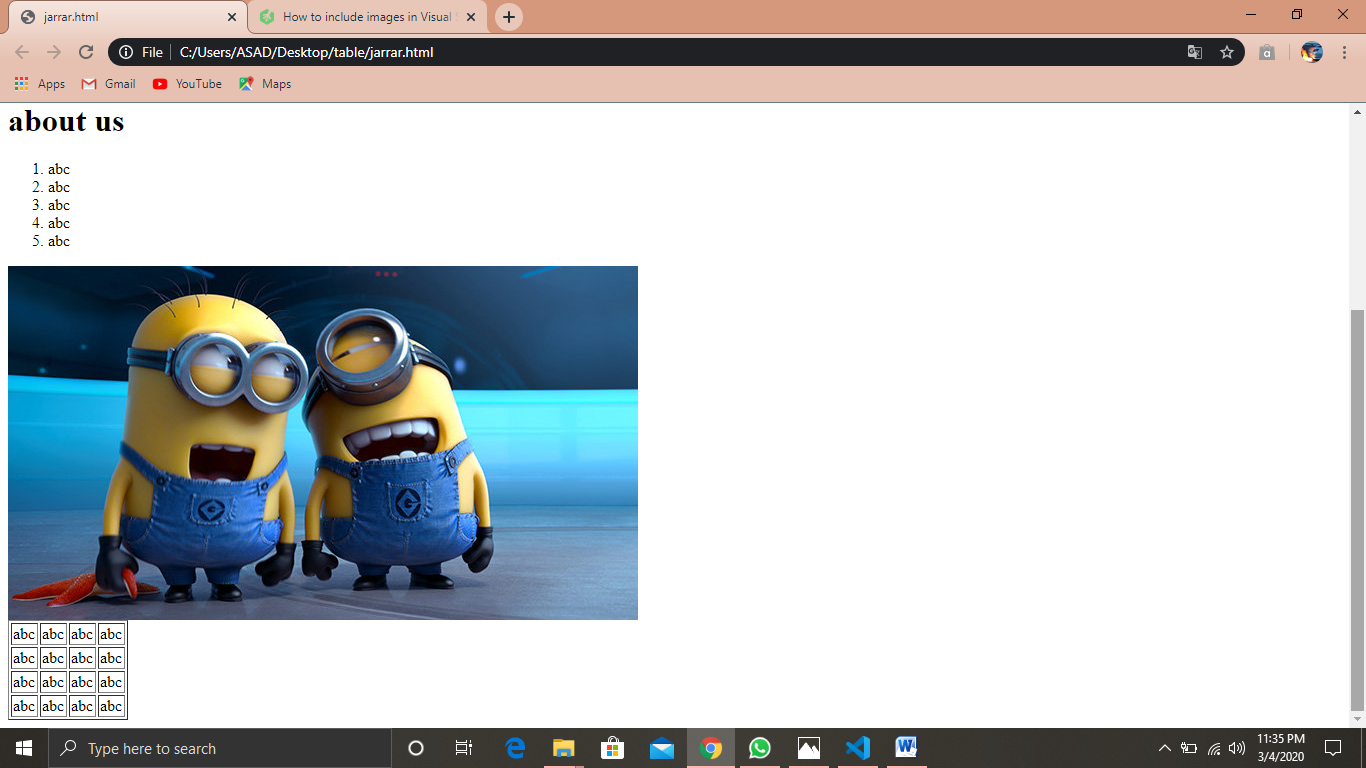 jarrar.html
How to include images in Visual
File C:/Users/ASAD/Desktop/table/jarrar.html
Apps Gmail YouTube Maps
about us
1. abc
2. abc
3. abc
4. abc
5. abc
abc abc abc abc
abc abc abc abc
abc abc abc abc
abc abc abc abc
Type here to search
11:35 PM
3/4/2020